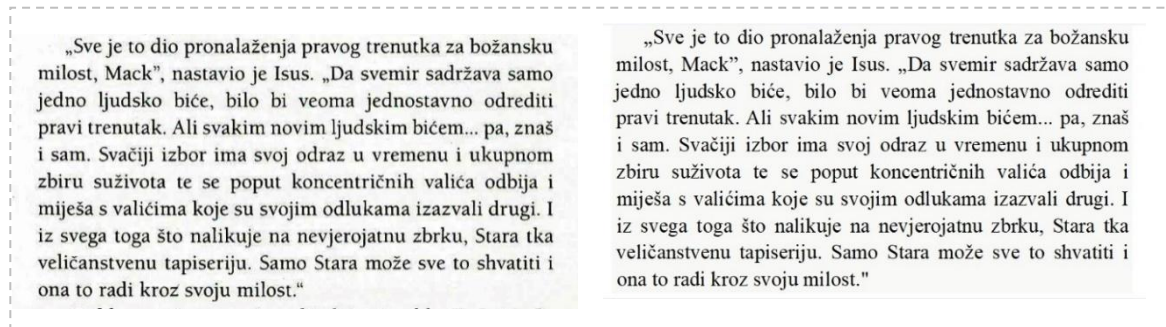 „Sve je to dio pronalaženja pravog trenutka za božansku
milost, Mack”, nastavio je Isus. „Da svemir sadržava samo
jedno ljudsko biće, bilo bi veoma jednostavno odrediti
pravi trenutak. Ali svakim novim ljudskim bićem... pa, znaš
i sam. Svačiji izbor ima svoj odraz u vremenu i ukupnom
zbiru suživota te se poput koncentričnih valića odbija i
miješa s valićima koje su svojim odlukama izazvali drugi. I
iz svega toga što nalikuje na nevjerojatnu zbrku, Stara tka
veličanstvenu tapiseriju. Samo Stara može sve to shvatiti i
ona to radi kroz svoju milost.“
„Sve je to dio pronalaženja pravog trenutka za božansku
milost, Mack”, nastavio je Isus. „Da svemir sadržava samo
jedno ljudsko biće, bilo bi veoma jednostavno odrediti
pravi trenutak. Ali svakim novim ljudskim bićem... pa, znaš
i sam. Svačiji izbor ima svoj odraz u vremenu i ukupnom
zbiru suživota te se poput koncentričnih valića odbija i
miješa s valićima koje su svojim odlukama izazvali drugi. I
iz svega toga što nalikuje na nevjerojatnu zbrku, Stara tka
veličanstvenu tapiseriju. Samo Stara može sve to shvatiti i
ona to radi kroz svoju milost."